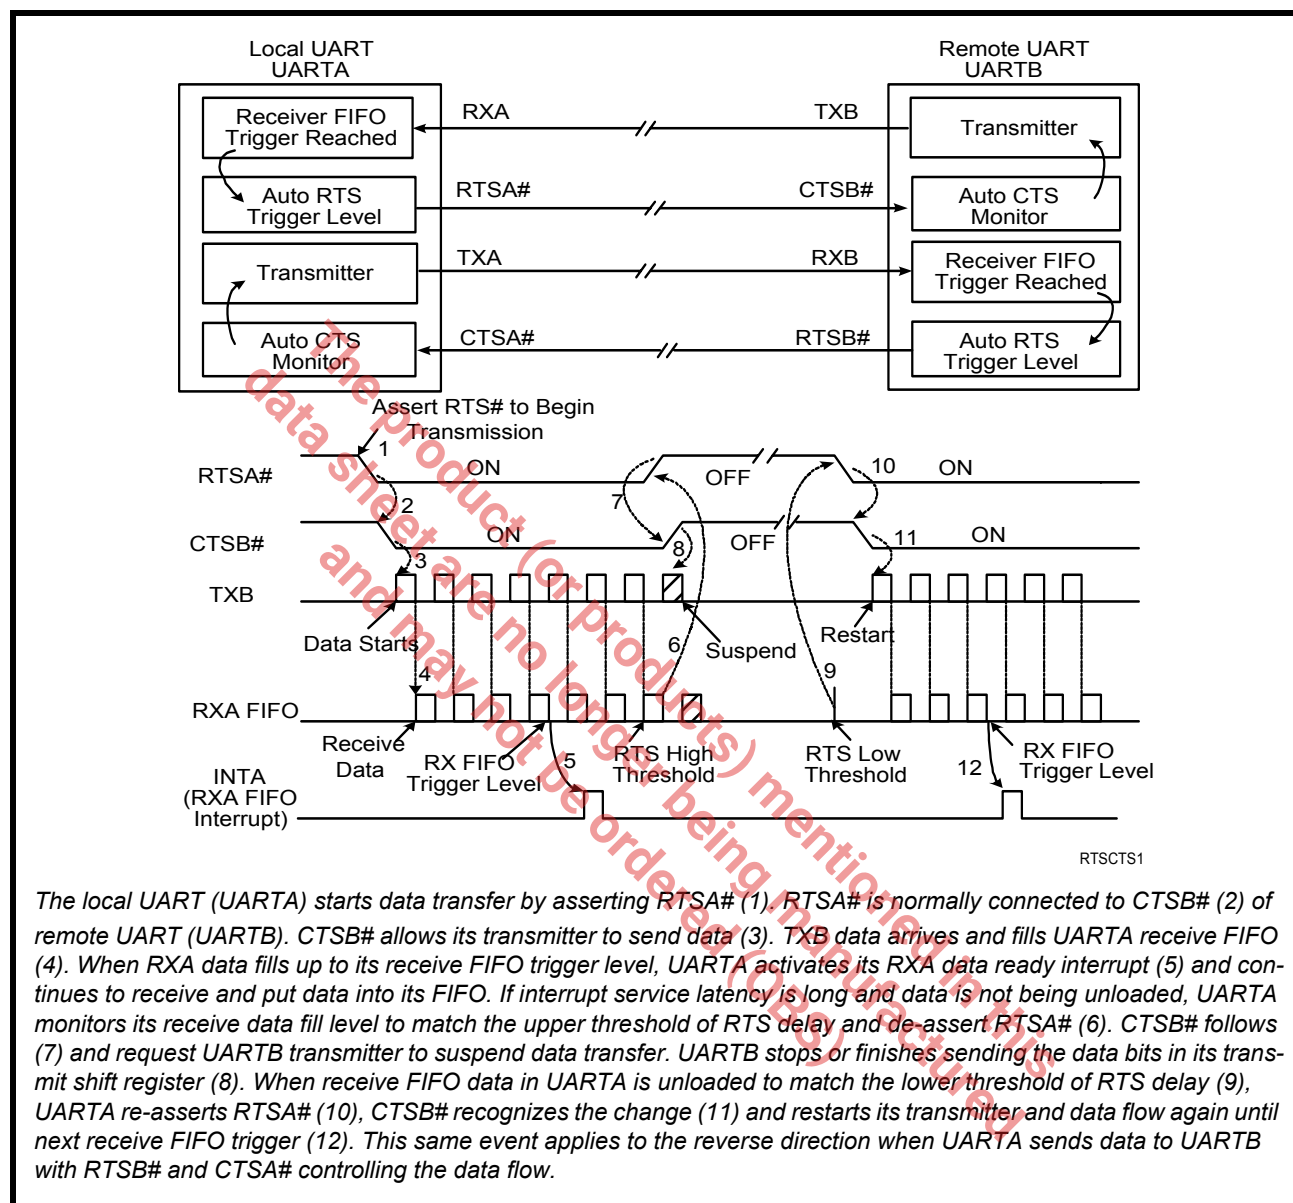 Local UART
UARTA
Remote UART
UARTB
Receiver FIFO
Trigger Reached
RXA
TXB
Transmitter
Auto RTS
Trigger Level
RTSA#
CTSB#
Auto CTS
Monitor
Transmitter
TXA
RXB
Receiver FIFO
Trigger Reached
Auto CTS
Monitor
CTSA#
RTSB#
Auto RTS
Trigger Level
Assert RTS# to Begin
Transmission
1
RTSA#
ON
OFF
10
ON
2
7
CTSB#
ON
8
OFF
11
ON
3
TXB
Data Starts
6
Suspend
Restart
4
9
RXA FIFO
Receive
Data
RX FIFO
Trigger Level
5
RTS High
Threshold
RTS Low
Threshold
12
RX FIFO
Trigger Level
INTA
(RXA FIFO
Interrupt)
RTSCTS1
The local UART (UARTA) starts data transfer by asserting RTSA# (1). RTSA# is normally connected to CTSB# (2) of
remote UART (UARTB). CTSB# allows its transmitter to send data (3). TXB data arrives and fills UARTA receive FIFO
(4). When RXA data fills up to its receive FIFO trigger level, UARTA activates its RXA data ready interrupt (5) and con-
tinues to receive and put data into its FIFO. If interrupt service latency is long and data is not being unloaded, UARTA
monitors its receive data fill level to match the upper threshold of RTS delay and de-assert RTSA# (6). CTSB# follows
(7) and request UARTB transmitter to suspend data transfer. UARTB stops or finishes sending the data bits in its trans-
mit shift register (8). When receive FIFO data in UARTA is unloaded to match the lower threshold of RTS delay (9),
UARTA re-asserts RTSA# (10), CTSB# recognizes the change (11) and restarts its transmitter and data flow again until
next receive FIFO trigger (12). This same event applies to the reverse direction when UARTA sends data to UARTB
with RTSB# and CTSA# controlling the data flow.
The product (or products) mentioned in this
data sheet are no longer being manufactured
and may not be ordered (OBS)